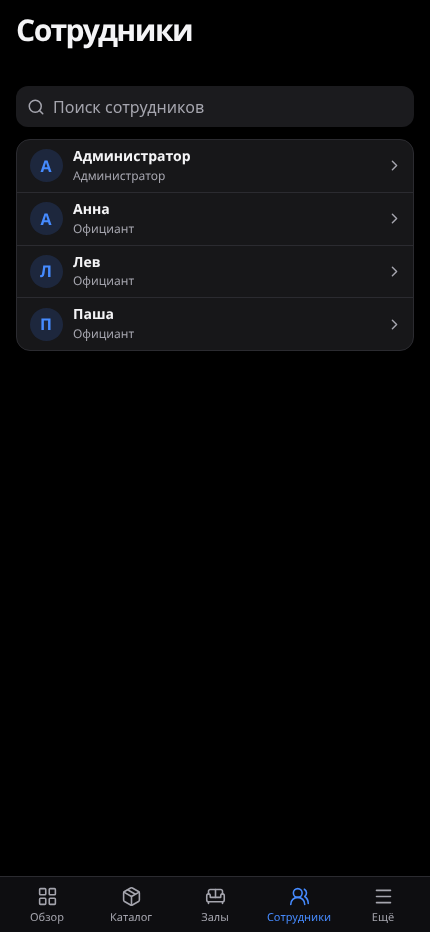 Сотрудники
Поиск сотрудников
А
Администратор
Администратор
А
Анна
Официант
Л
Лев
Официант
П
Паша
Официант
Обзор
Каталог
Залы
Сотрудники
Ещё